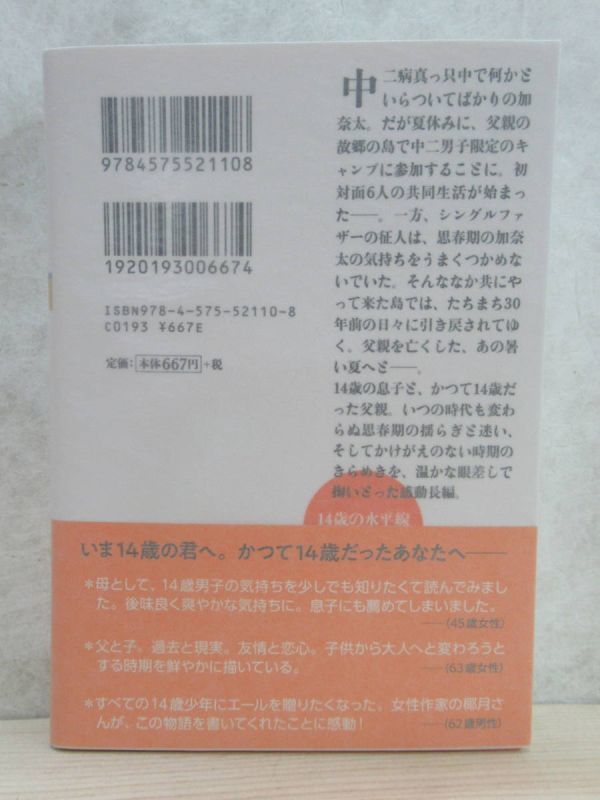 9784575521108
1920193006674
ISBN978-4-575-52110-8
C0193 ¥667E
定価：本体667円+税
中二病真っ只中で何かと
いらついてばかりの加
奈太。だが夏休みに、父親の
故郷の島で中二男子限定のキ
ャンプに参加することに。初
対面6人の共同生活が始まっ
た――。一方、シングルファ
ザーの征人は、思春期の加奈
太の気持ちをうまくつかめな
いでいた。そんななか共にや
って来た島では、たちまち30
年前の日々に引き戻されてゆ
く。父親を亡くした、あの暑
い夏へと――。
14歳の息子と、かつて14歳だ
った父親。いつの時代も変わ
らぬ思春期の揺らぎと迷い、
そしてかけがえのない時期の
きらめきを、温かな眼差しで
掬いとった感動長編。
14歳の水平線
いま14歳の君へ。かつて14歳だったあなたへ――
＊母として、14歳男子の気持ちを少しでも知りたくて読んでみまし
た。後味良く爽やかな気持ちに。息子にも薦めてしまいました。
――(45歳女性)
＊父と子。過去と現実。友情と恋心。子供から大人へと変わろうと
する時期を鮮やかに描いている。
――(63歳女性)
＊すべての14歳少年にエールを贈りたくなった。女性作家の椰月さ
んが、この物語を書いてくれたことに感動！
――(62歳男性)